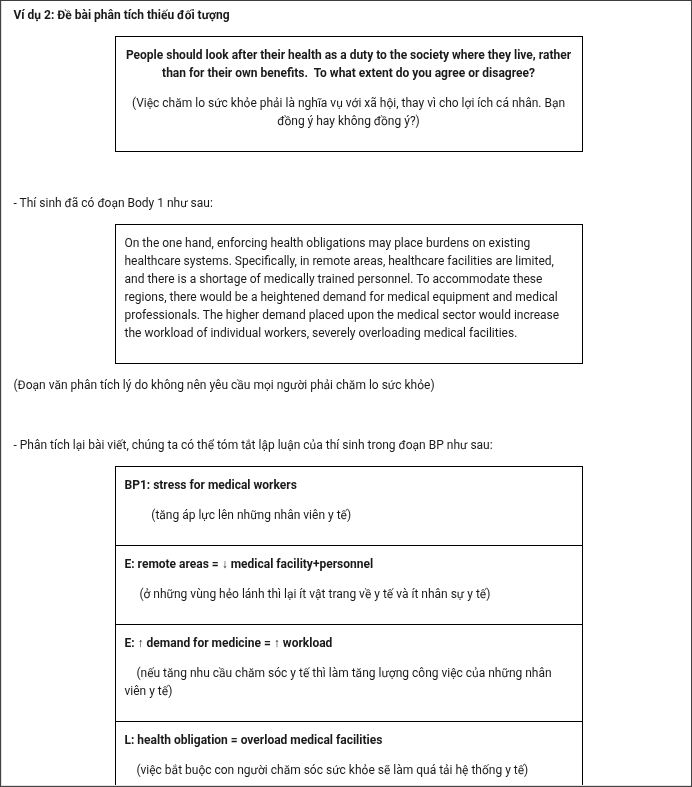 Ví dụ 2: Đề bài phân tích thiếu đối tượng
People should look after their health as a duty to the society where they live, rather
than for their own benefits.  To what extent do you agree or disagree?
(Việc chăm lo sức khỏe phải là nghĩa vụ với xã hội, thay vì cho lợi ích cá nhân. Bạn
đồng ý hay không đồng ý?)
- Thí sinh đã có đoạn Body 1 như sau:
On the one hand, enforcing health obligations may place burdens on existing
healthcare systems. Specifically, in remote areas, healthcare facilities are limited,
and there is a shortage of medically trained personnel. To accommodate these
regions, there would be a heightened demand for medical equipment and medical
professionals. The higher demand placed upon the medical sector would increase
the workload of individual workers, severely overloading medical facilities.
(Đoạn văn phân tích lý do không nên yêu cầu mọi người phải chăm lo sức khỏe)
- Phân tích lại bài viết, chúng ta có thể tóm tắt lập luận của thí sinh trong đoạn BP như sau:
BP1: stress for medical workers
(tăng áp lực lên những nhân viên y tế)
E: remote areas = ↓ medical facility+personnel
(ở những vùng hẻo lánh thì lại ít vật trang về y tế và ít nhân sự y tế)
E: ↑ demand for medicine = ↑ workload
(nếu tăng nhu cầu chăm sóc y tế thì làm tăng lượng công việc của những nhân
viên y tế)
L: health obligation = overload medical facilities
(việc bắt buộc con người chăm sóc sức khỏe sẽ làm quá tải hệ thống y tế)